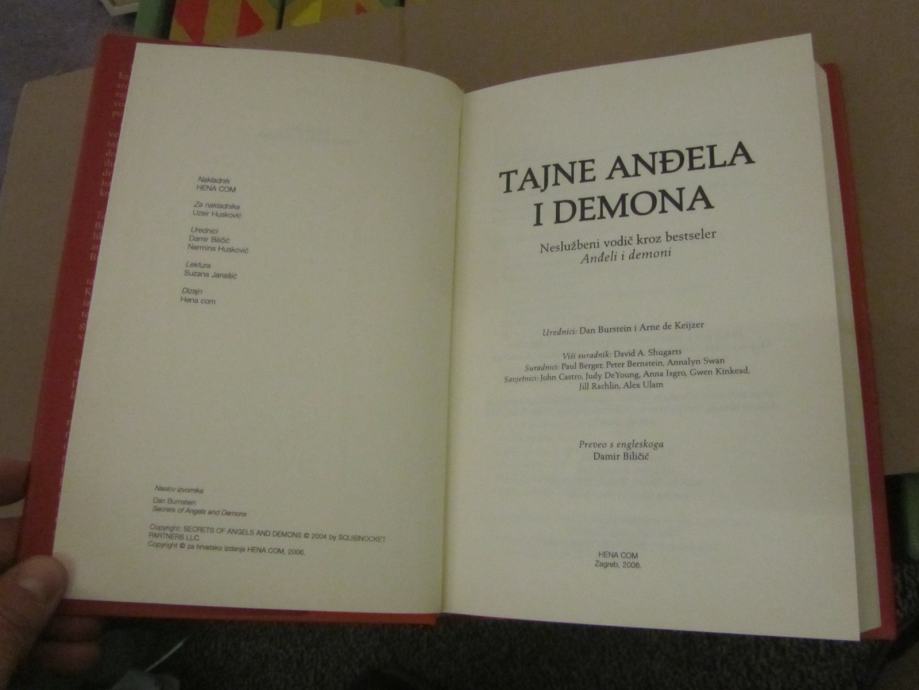 Nakladnik
HENA COM
Za nakladnika
Uzeir Husković
Urednici
Damir Biličić
Nermina Husković
Lektura
Suzana Janašić
Dizajn
Hena com
Naslov izvornika
Dan Burnstein
Secrets of Angels and Demons
Copyright: SECRETS OF ANGELS AND DEMONS © 2004 by SQUIBNOCKET
PARTNERS LLC
Copyright © za hrvatsko izdanje HENA COM, 2006.
TAJNE ANĐELA
I DEMONA
Neslužbeni vodič kroz bestseler
Anđeli i demoni
Urednici: Dan Burstein i Arne de Keijzer
Viši suradnik: David A. Shugarts
Suradnici: Paul Berger, Peter Bernstein, Annalyn Swan
Savjetnici: John Castro, Judy DeYoung, Anna Isgro, Gwen Kinkead,
Jill Rachlin, Alex Ulam
Preveo s engleskoga
Damir Biličić
HENA COM
Zagreb, 2006.